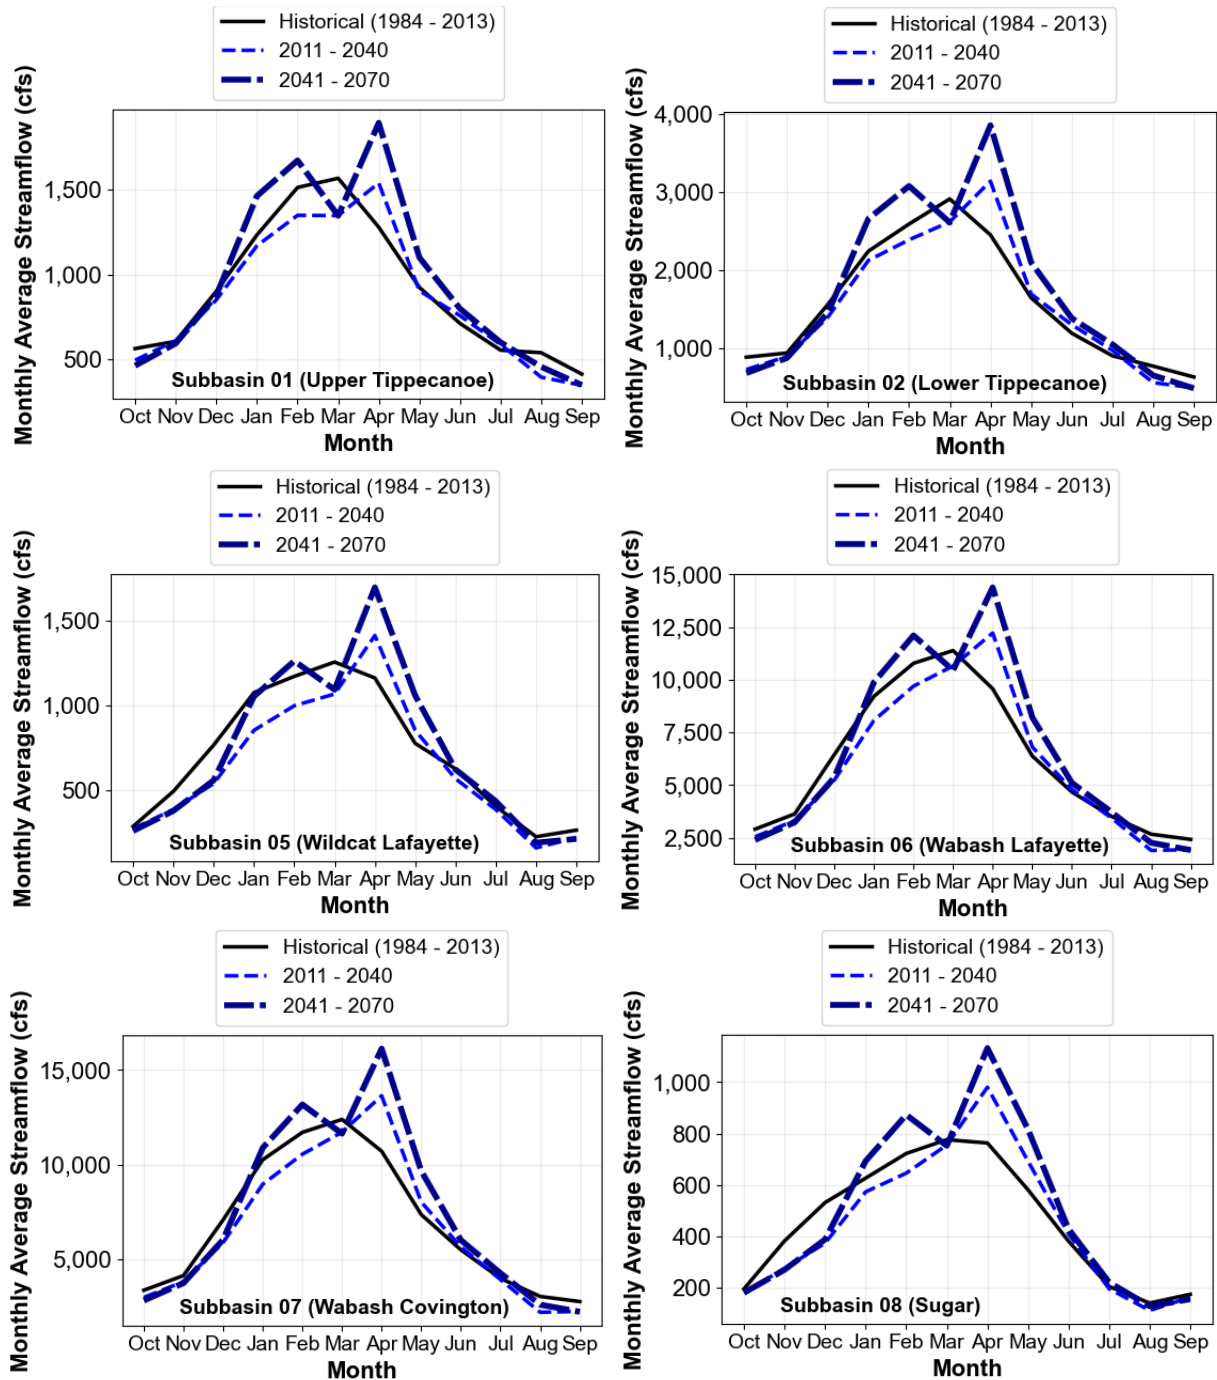 Historical (1984 - 2013)
2011 - 2040
2041 - 2070
Monthly Average Streamflow (cfs)
1,500
1,000
500
Subbasin 01 (Upper Tippecanoe)
Oct Nov Dec Jan Feb Mar Apr May Jun Jul Aug Sep
Month
Historical (1984 - 2013)
2011 - 2040
2041 - 2070
Monthly Average Streamflow (cfs)
4,000
3,000
2,000
1,000
Subbasin 02 (Lower Tippecanoe)
Oct Nov Dec Jan Feb Mar Apr May Jun Jul Aug Sep
Month
Historical (1984 - 2013)
2011 - 2040
2041 - 2070
Monthly Average Streamflow (cfs)
1,500
1,000
500
Subbasin 05 (Wildcat Lafayette)
Oct Nov Dec Jan Feb Mar Apr May Jun Jul Aug Sep
Month
Historical (1984 - 2013)
2011 - 2040
2041 - 2070
Monthly Average Streamflow (cfs)
15,000
12,500
10,000
7,500
5,000
2,500
Subbasin 06 (Wabash Lafayette)
Oct Nov Dec Jan Feb Mar Apr May Jun Jul Aug Sep
Month
Historical (1984 - 2013)
2011 - 2040
2041 - 2070
Monthly Average Streamflow (cfs)
15,000
10,000
5,000
Subbasin 07 (Wabash Covington)
Oct Nov Dec Jan Feb Mar Apr May Jun Jul Aug Sep
Month
Historical (1984 - 2013)
2011 - 2040
2041 - 2070
Monthly Average Streamflow (cfs)
1,000
800
600
400
200
Subbasin 08 (Sugar)
Oct Nov Dec Jan Feb Mar Apr May Jun Jul Aug Sep
Month